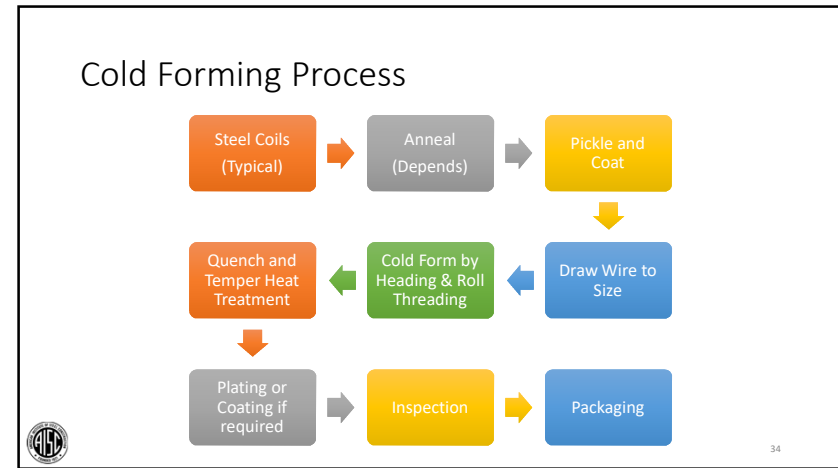 Cold Forming Process
Steel Coils
(Typical)
Anneal
(Depends)
Pickle and
Coat
Draw Wire to
Size
Cold Form by
Heading & Roll
Threading
Quench and
Temper Heat
Treatment
Plating or
Coating if
required
Inspection
Packaging
AISC
34